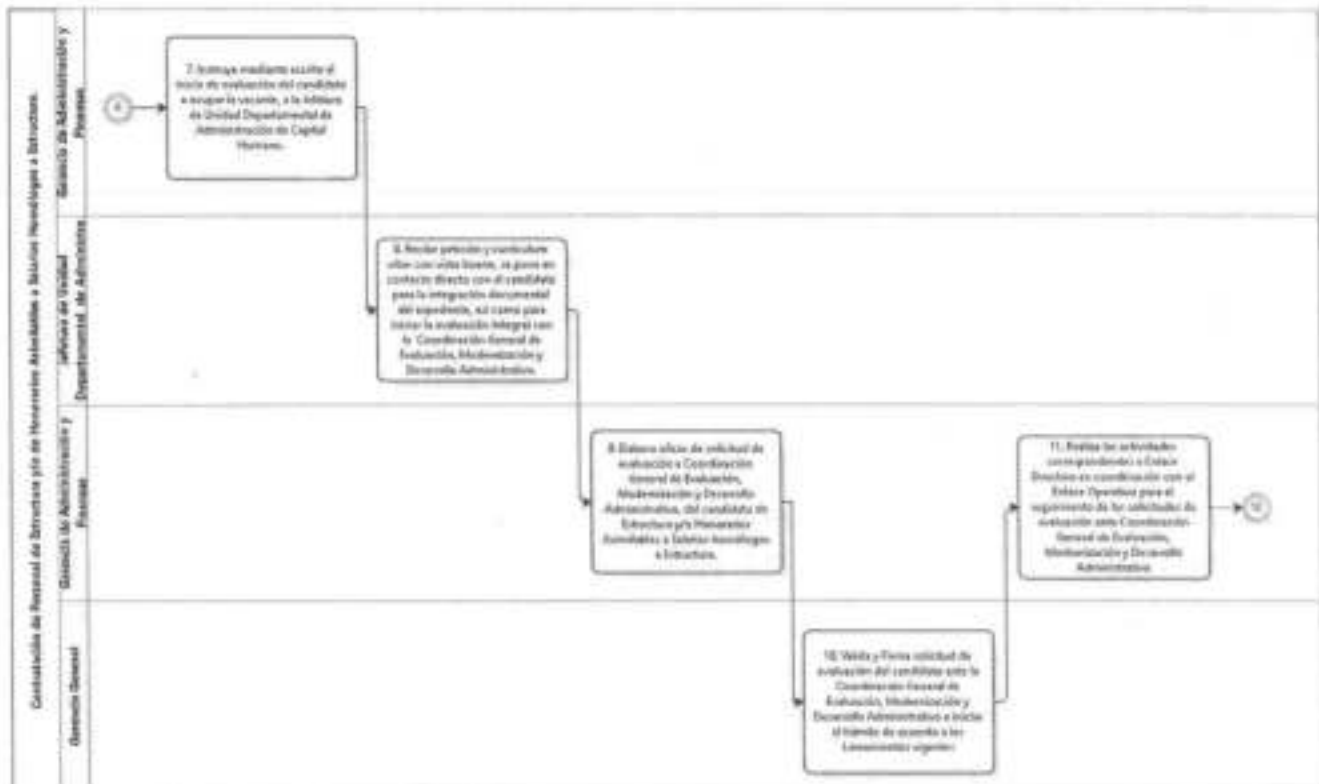 Contratación de Personal de Estructura y/o de Honorarios Asimilables a Salarios Homólogos a Estructura.
Gerencia de Administración y
Finanzas
7. Instruye mediante escrito el
inicio de evaluación del candidato
a ocupar la vacante, a la Jefatura
de Unidad Departamental de
Administración de Capital
Humano.
Jefatura de Unidad
Departamental de Administración
8. Recibe petición y curriculum
vitae con visto bueno, se pone en
contacto directo con el candidato
para la integración documental
del expediente, así como para
iniciar la evaluación integral con
la Coordinación General de
Evaluación, Modernización y
Desarrollo Administrativo.
Gerencia de Administración y
Finanzas
9. Elabora oficio de solicitud de
evaluación a Coordinación
General de Evaluación,
Modernización y Desarrollo
Administrativo, del candidato de
Estructura y/o Honorarios
Asimilables a Salarios homólogos
a Estructura.
11. Realiza las actividades
correspondientes a Enlace
Directivo en coordinación con el
Enlace Operativo para el
seguimiento de las solicitudes de
evaluación ante Coordinación
General de Evaluación,
Modernización y Desarrollo
Administrativo.
Gerencia General
10. Valida y Firma solicitud de
evaluación del candidato ante la
Coordinación General de
Evaluación, Modernización y
Desarrollo Administrativo e iniciar
el trámite de acuerdo a los
Lineamientos vigentes